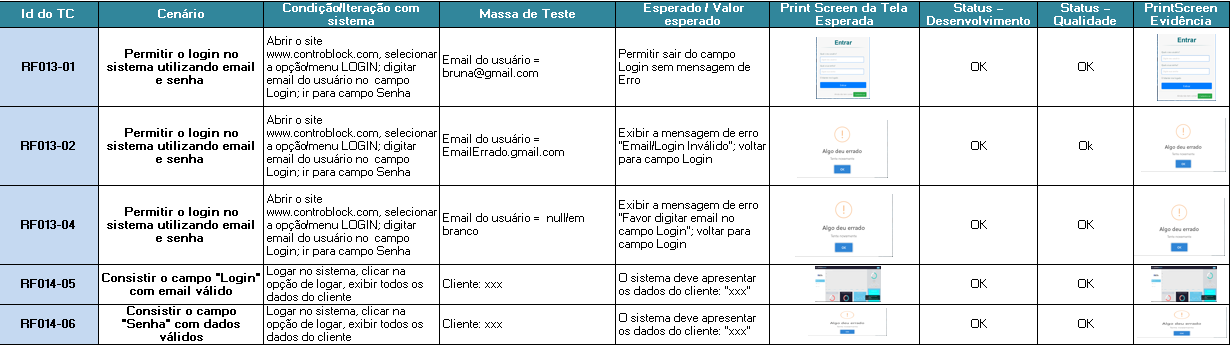 Id do TC
Cenário
Condição/Iteração com
sistema
Massa de Teste
Esperado / Valor
esperado
Print Screen da Tela
Esperada
Status –
Desenvolvimento
Status –
Qualidade
PrintScreen
Evidência
RF013-01
Permitir o login no
sistema utilizando email
e senha
Abrir o site
www.controblock.com, selecionar
a opção/menu LOGIN; digitar
email do usuário no campo
Login; ir para campo Senha
Email do usuário =
bruna@gmail.com
Permitir sair do campo
Login sem mensagem de
Erro
Entrar
OK
OK
Entrar
RF013-02
Permitir o login no
sistema utilizando email
e senha
Abrir o site
www.controblock.com, selecionar
a opção/menu LOGIN; digitar
email do usuário no campo
Login; ir para campo Senha
Email do usuário =
EmailErrado.gmail.com
Exibir a mensagem de erro
"Email/Login Inválido"; voltar
para campo Login
Algo deu errado
OK
OK
Ok
Algo deu errado
OK
RF013-04
Permitir o login no
sistema utilizando email
e senha
Abrir o site
www.controblock.com, selecionar
a opção/menu LOGIN; digitar
email do usuário no campo
Login; ir para campo Senha
Email do usuário = null/em
branco
Exibir a mensagem de erro
"Favor digitar email no
campo Login"; voltar para
campo Login
Algo deu errado
OK
OK
OK
Algo deu errado
OK
RF014-05
Consistir o campo "Login"
com email válido
Logar no sistema, clicar na
opção de logar, exibir todos os
dados do cliente
Cliente: xxx
O sistema deve apresentar
os dados do cliente: "xxx"
OK
OK
RF014-06
Consistir o campo
"Senha" com dados
válidos
Logar no sistema, clicar na
opção de logar, exibir todos os
dados do cliente
Cliente: xxx
O sistema deve apresentar
os dados do cliente: "xxx"
Algo deu errado
OK
OK
Algo deu errado